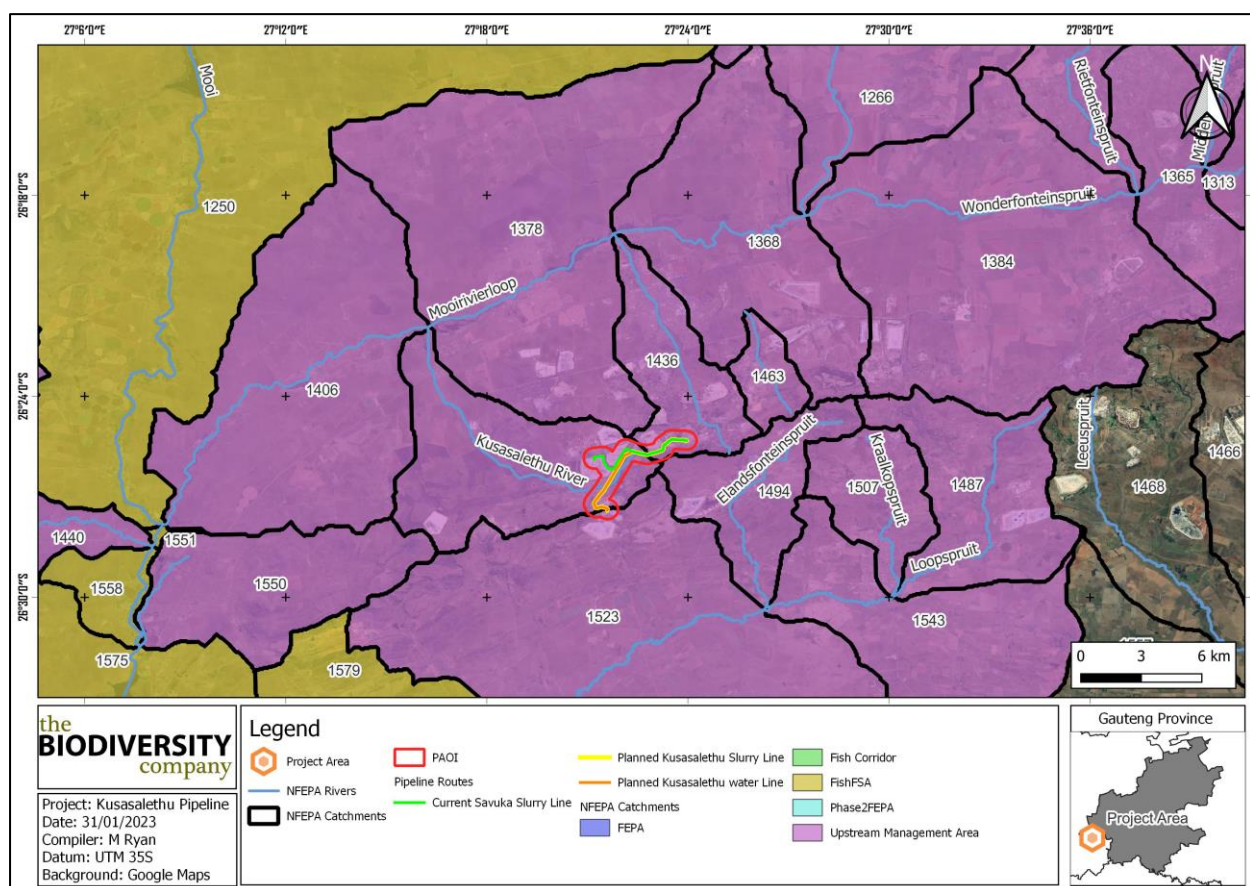 27°6'0"E 27°12'0"E 27°18'0"E 27°24'0"E 27°30'0"E 27°36'0"E
26°18'0"S
26°24'0"S
26°30'0"S
N
Mooi
1250
1378
1266
Rietfonteinspruit
1365
1313
Wonderfonteinspruit
1368
1384
Mooirivierloop
1436
1463
1406
Kusasalethu River
Elandsfonteinspruit
1494
Kraalkopspruit
1507
1487
Leeuspruit
1468
1466
Loopspruit
1440
1551
1558
1550
1523
1543
1575
1579
0 3 6 km
the
BIODIVERSITY
company
Project: Kusasalethu Pipeline
Date: 31/01/2023
Compiler: M Ryan
Datum: UTM 35S
Background: Google Maps
Legend
Project Area
NFEPA Rivers
NFEPA Catchments
PAOI
Pipeline Routes
Current Savuka Slurry Line
Planned Kusasalethu Slurry Line
Planned Kusasalethu water Line
NFEPA Catchments
FEPA
Fish Corridor
FishFSA
Phase2FEPA
Upstream Management Area
Gauteng Province
Project Area